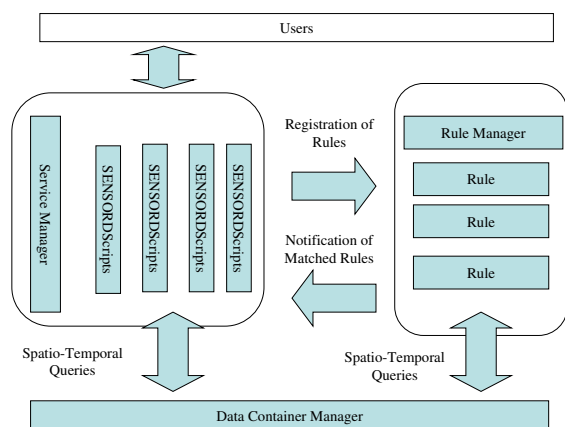 Users
Service Manager
SENSORDScripts
SENSORDScripts
SENSORDScripts
SENSORDScripts
Registration of
Rules
Notification of
Matched Rules
Rule Manager
Rule
Rule
Rule
Spatio-Temporal
Queries
Spatio-Temporal
Queries
Data Container Manager